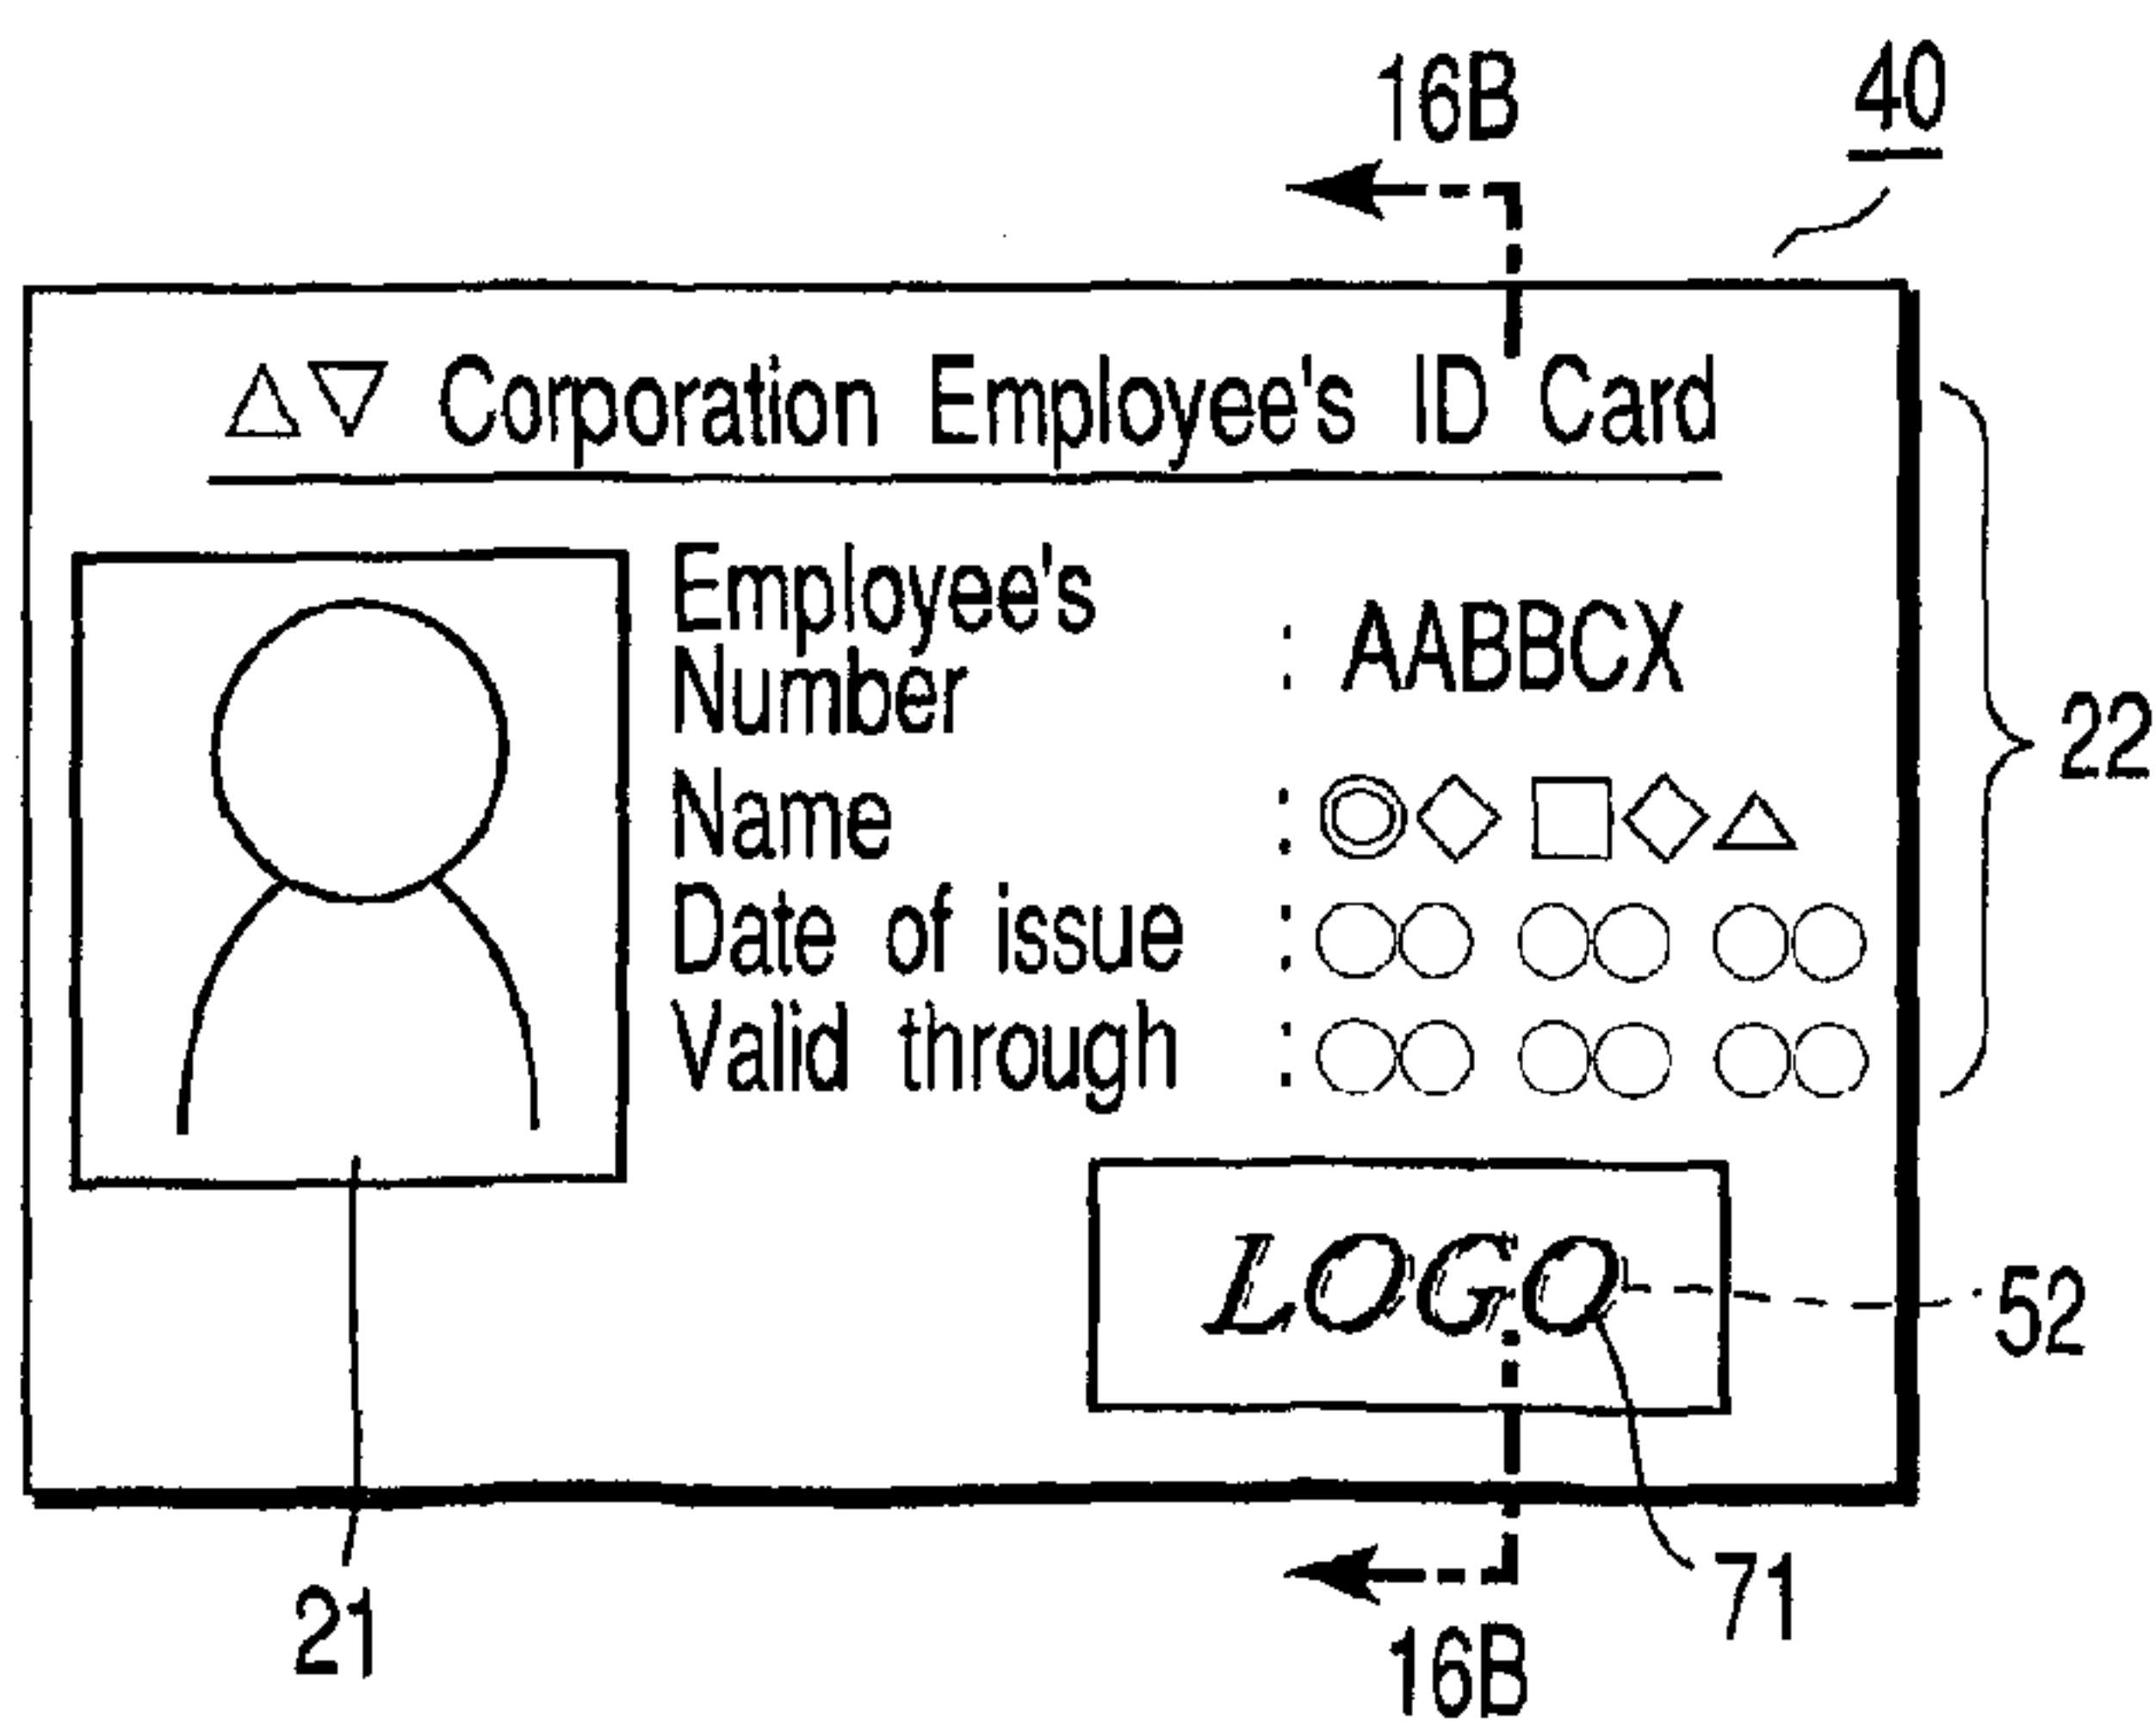 16B
40
△▽ Corporation Employee's ID Card
Employee's
Number : AABBCX
22
Name : ◎◇ □◇△
Date of issue : ○○ ○○ ○○
Valid through : ○○ ○○ ○○
LOGO
52
71
21
16B